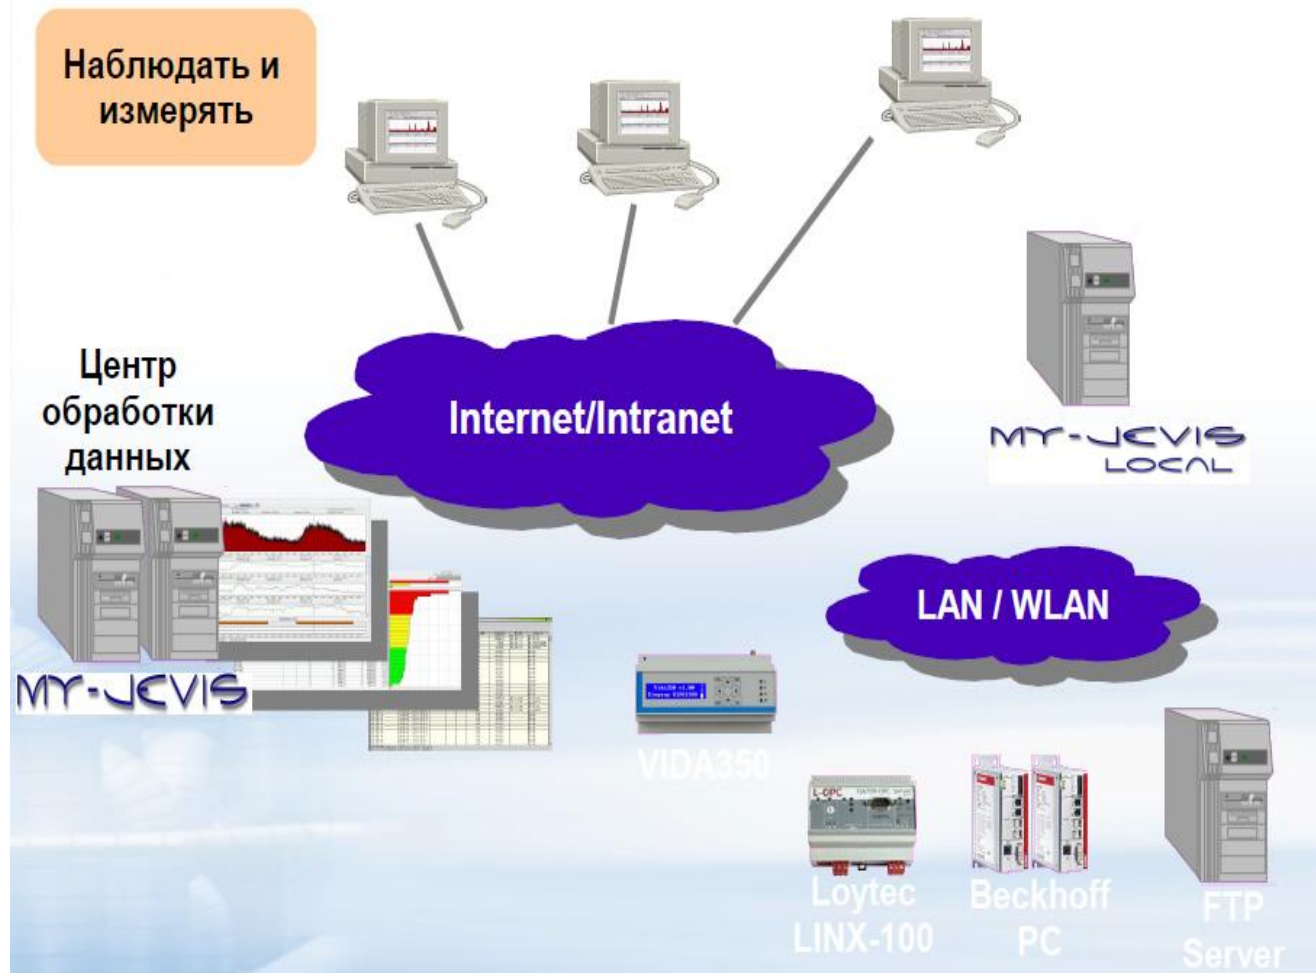 Наблюдать и
измерять
Internet/Intranet
Центр
обработки
данных
MY-JEVIS
LOCAL
LAN / WLAN
MY-JEVIS
VIDA350
L-OPC
Loytec
LINX-100
Beckhoff
PC
FTP
Server